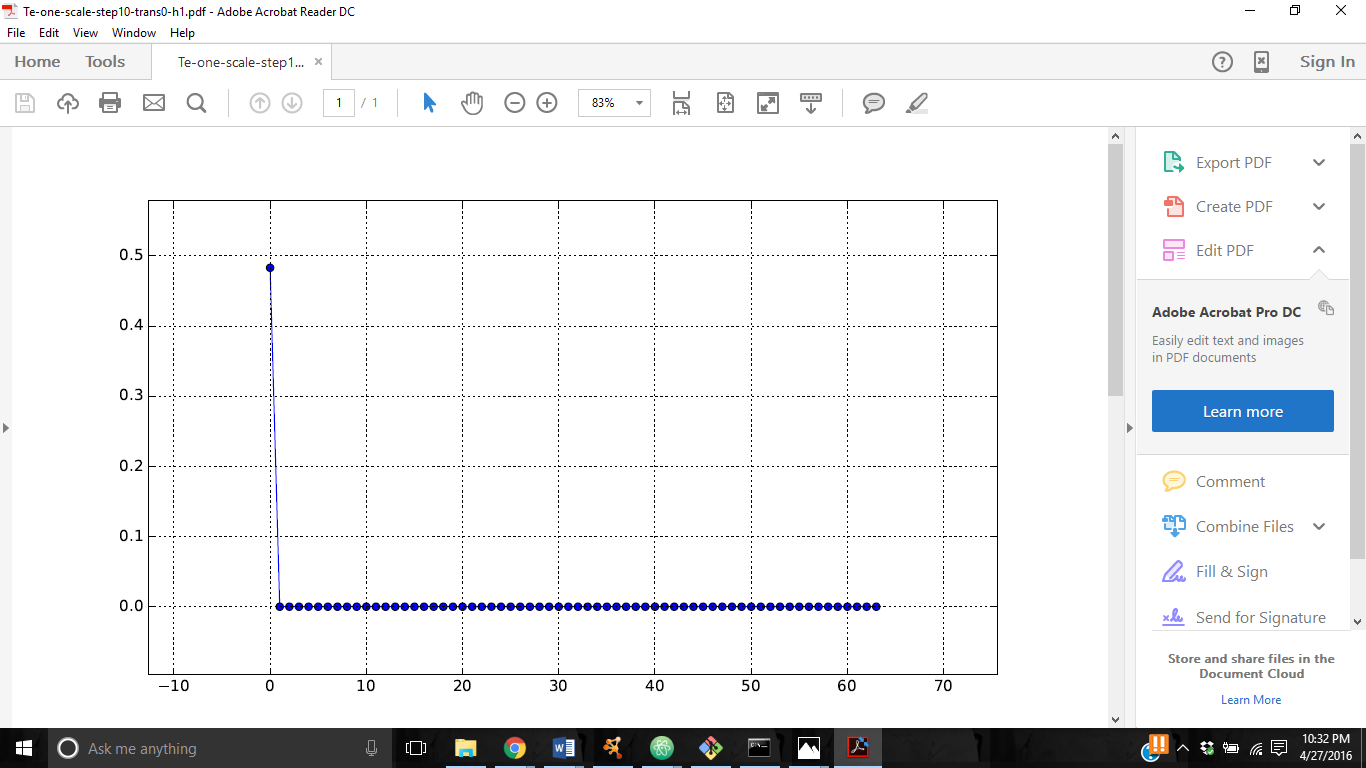 Te-one-scale-step10-trans0-h1.pdf - Adobe Acrobat Reader DC
File Edit View Window Help
Home Tools Te-one-scale-step1... × ? Sign In
1 / 1 83%
0.5
0.4
0.3
0.2
0.1
0.0
−10 0 10 20 30 40 50 60 70
Export PDF
Create PDF
Edit PDF
Adobe Acrobat Pro DC
Easily edit text and images
in PDF documents
Learn more
Comment
Combine Files
Fill & Sign
Send for Signature
Store and share files in the
Document Cloud
Learn More
Ask me anything
10:32 PM
4/27/2016